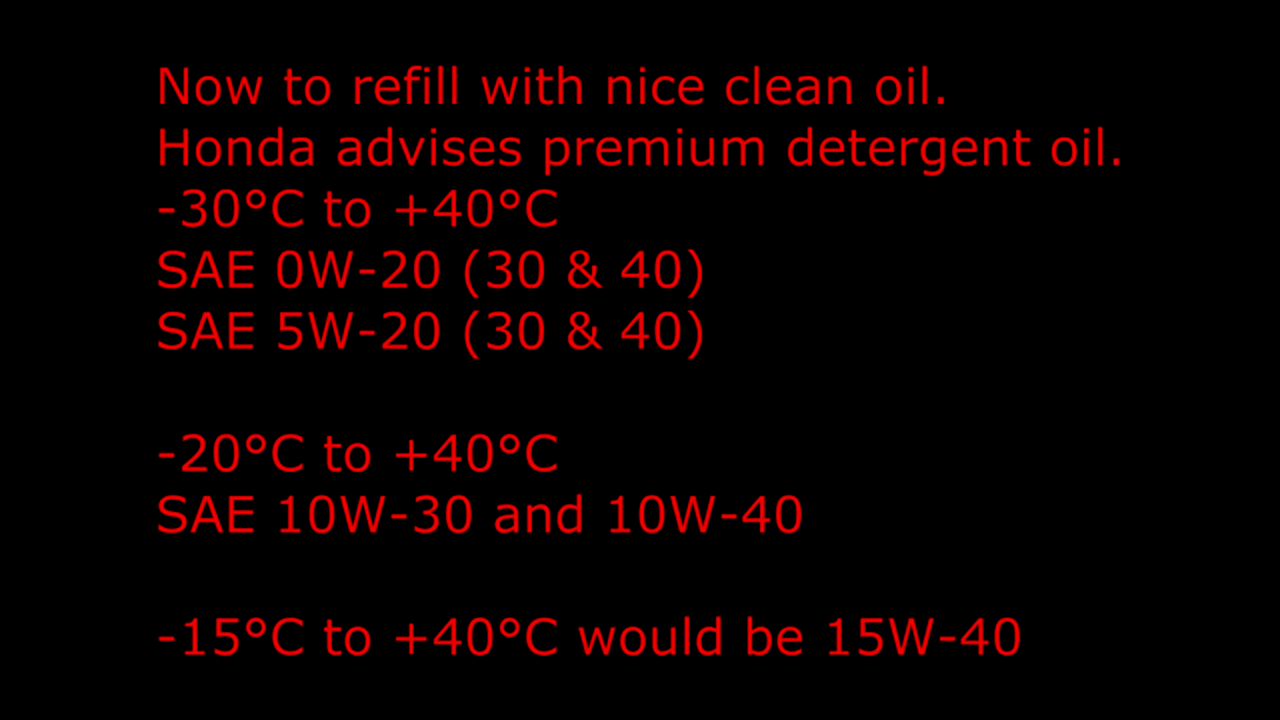 Now to refill with nice clean oil.
Honda advises premium detergent oil.
-30°C to +40°C
SAE 0W-20 (30 & 40)
SAE 5W-20 (30 & 40)
-20°C to +40°C
SAE 10W-30 and 10W-40
-15°C to +40°C would be 15W-40